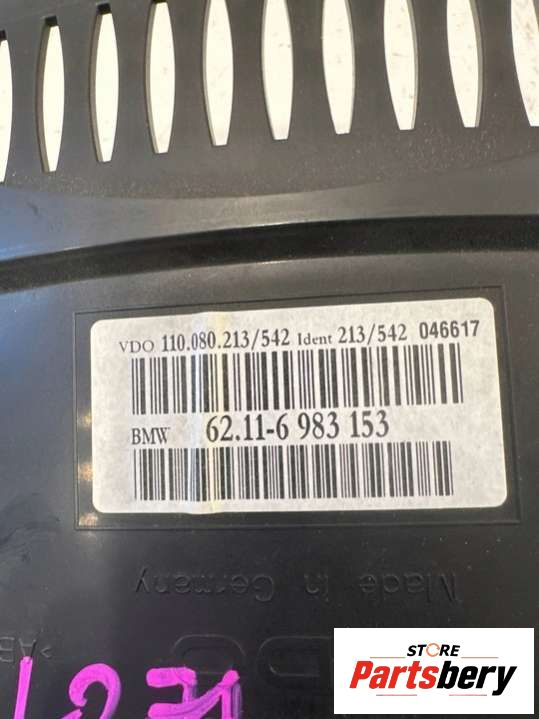 VDO 110.080.213/542 Ident 213/542 046617
BMW 62.11-6 983 153
Made In Germany
>AB
STORE
Partsbery